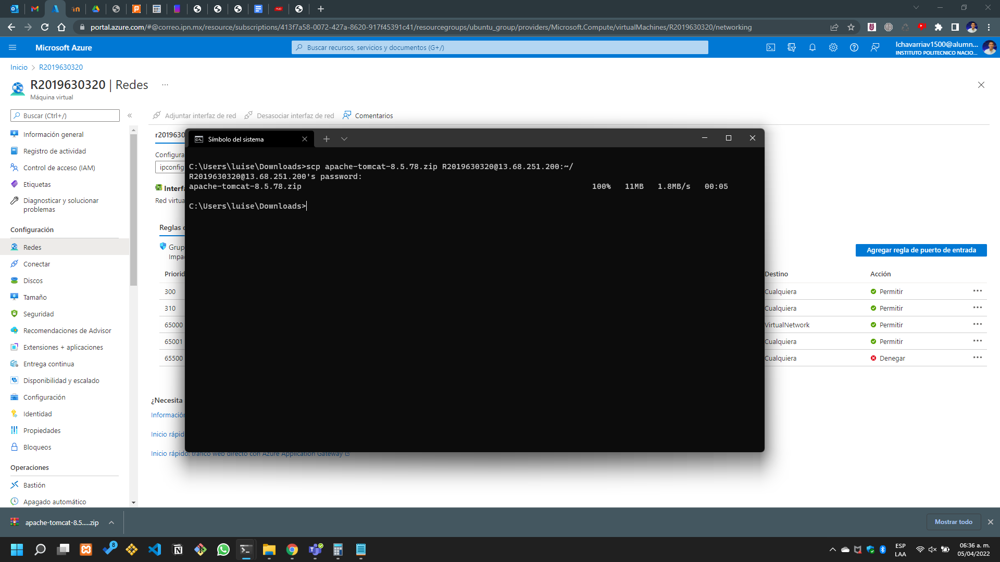 portal.azure.com/#@correo.ipn.mx/resource/subscriptions/413f7a58-0072-427a-8620-917f45391c41/resourcegroups/ubuntu_group/providers/Microsoft.Compute/virtualMachines/R2019630320/networking
Microsoft Azure
Buscar recursos, servicios y documentos (G+/)
lchavarriav1500@alumn...
INSTITUTO POLITECNICO NACIO...
Inicio > R2019630320
R2019630320 | Redes ...
Máquina virtual
Buscar (Ctrl+/)
«
Adjuntar interfaz de red
Desasociar interfaz de red
Comentarios
Información general
Registro de actividad
Control de acceso (IAM)
Etiquetas
Diagnosticar y solucionar
problemas
Configuración
Redes
Conectar
Discos
Tamaño
Seguridad
Recomendaciones de Advisor
Extensiones + aplicaciones
Entrega continua
Disponibilidad y escalado
Configuración
Identidad
Propiedades
Bloqueos
Operaciones
Bastión
Apagado automático
r201963
Configura
ipconfig
Interfa
Red virtua
Reglas
Grup
Impa
Priorid
300
310
65000
65001
65500
¿Necesita
Información
Inicio rápid
Inicio rápido: tráfico web directo con Azure Application Gateway
Símbolo del sistema
C:\Users\luise\Downloads>scp apache-tomcat-8.5.78.zip R2019630320@13.68.251.200:~/
R2019630320@13.68.251.200's password:
apache-tomcat-8.5.78.zip 100% 11MB 1.8MB/s 00:05
C:\Users\luise\Downloads>
Agregar regla de puerto de entrada
Destino Acción
Cualquiera Permitir ...
Cualquiera Permitir ...
VirtualNetwork Permitir ...
Cualquiera Permitir ...
Cualquiera Denegar ...
apache-tomcat-8.5.....zip
Mostrar todo
8
ESP
LAA
06:36 a. m.
05/04/2022